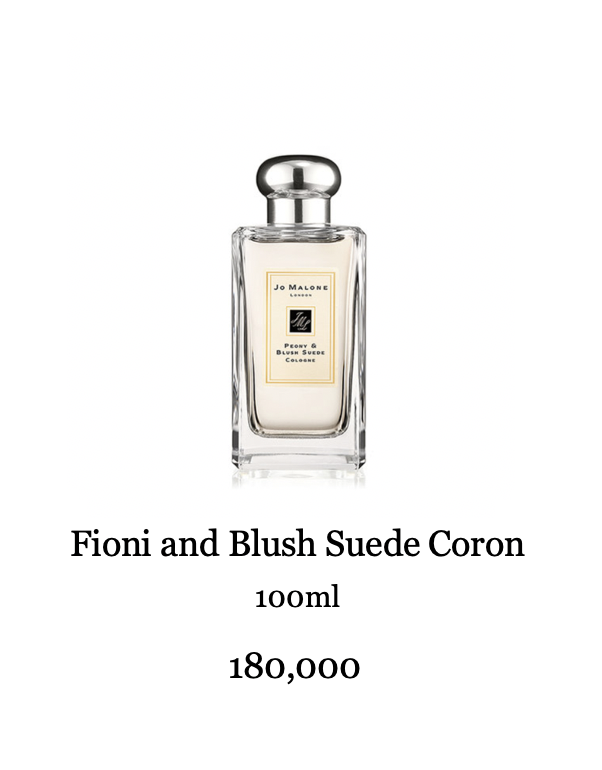 Jo Malone
London
Peony &
Blush Suede
Cologne
Fioni and Blush Suede Coron
100ml
180,000